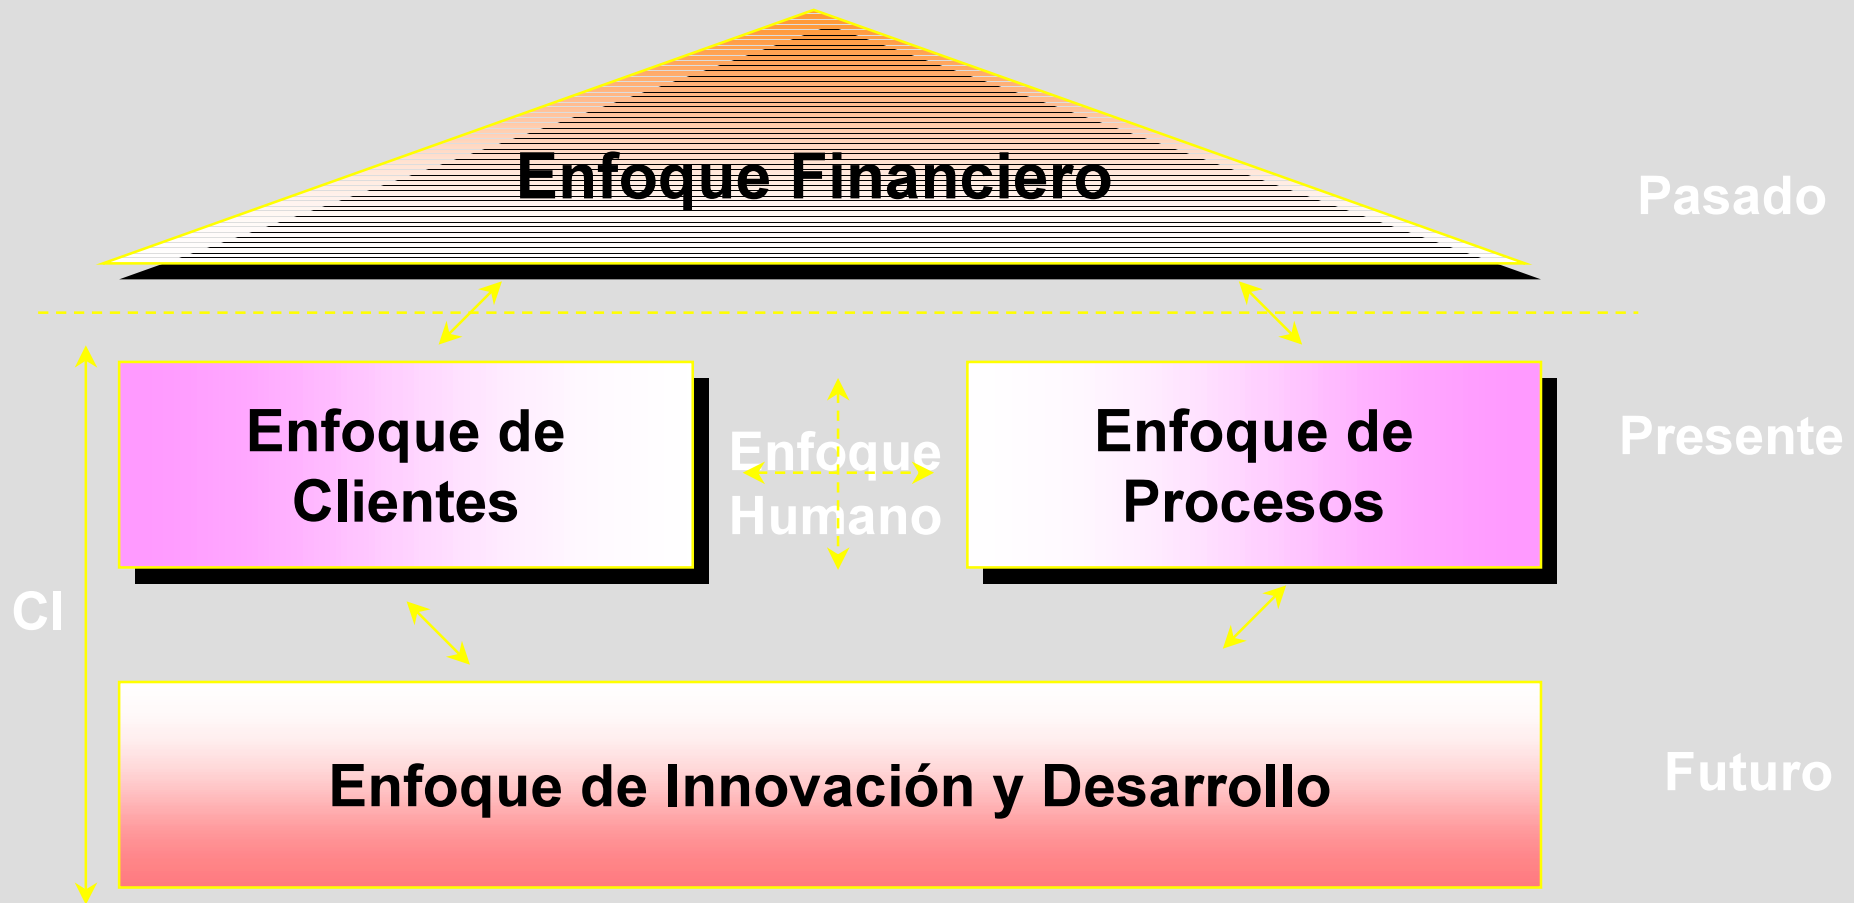 Enfoque Financiero
Pasado
Enfoque de
Clientes
Enfoque
Humano
Enfoque de
Procesos
Presente
CI
Enfoque de Innovación y Desarrollo
Futuro